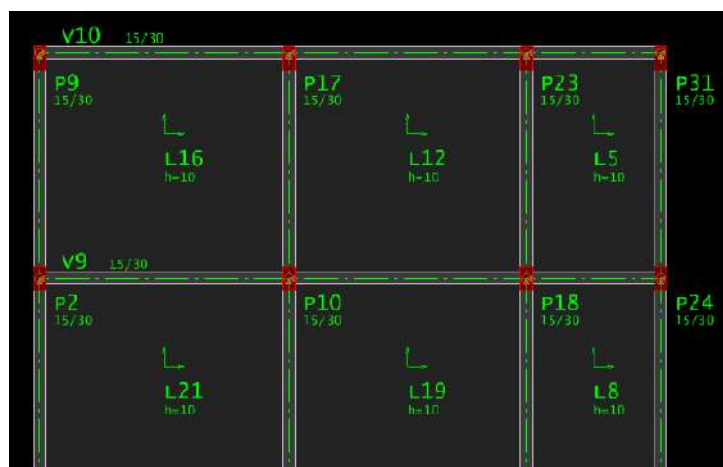 V10 15/30
P9 P17 P23 P31
15/30 15/30 15/30 15/30
L16 L12 L5
h=10 h=10 h=10
V9 15/30
P2 P10 P18 P24
15/30 15/30 15/30 15/30
L21 L19 L8
h=10 h=10 h=10